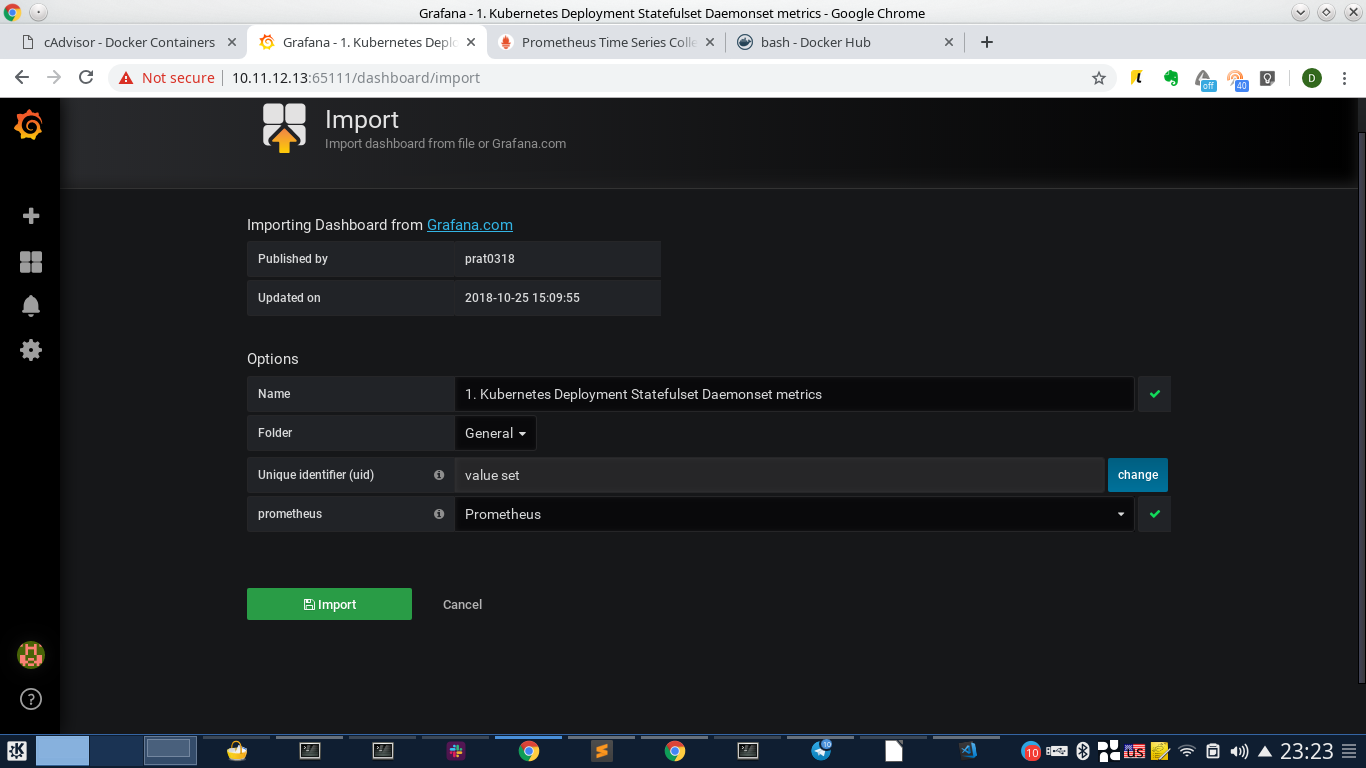 Grafana - 1. Kubernetes Deployment Statefulset Daemonset metrics - Google Chrome
cAdvisor - Docker Containers
Grafana - 1. Kubernetes Depl
Prometheus Time Series Colle
bash - Docker Hub
Not secure
10.11.12.13:65111/dashboard/import
off
40
D
Import
Import dashboard from file or Grafana.com
Importing Dashboard from Grafana.com
Published by prat0318
Updated on 2018-10-25 15:09:55
Options
Name 1. Kubernetes Deployment Statefulset Daemonset metrics
Folder General
Unique identifier (uid) value set change
prometheus Prometheus
Import Cancel
10
US
23:23